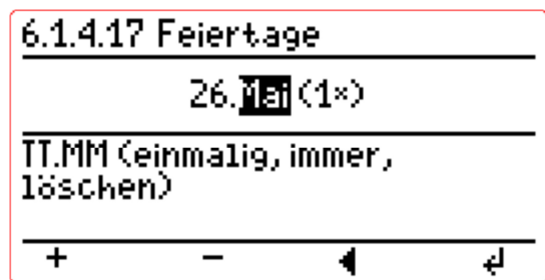 6.1.4.17 Feiertage
26.Mai (1×)
TT.MM (einmalig, immer,
löschen)
+ − ◀ ↲